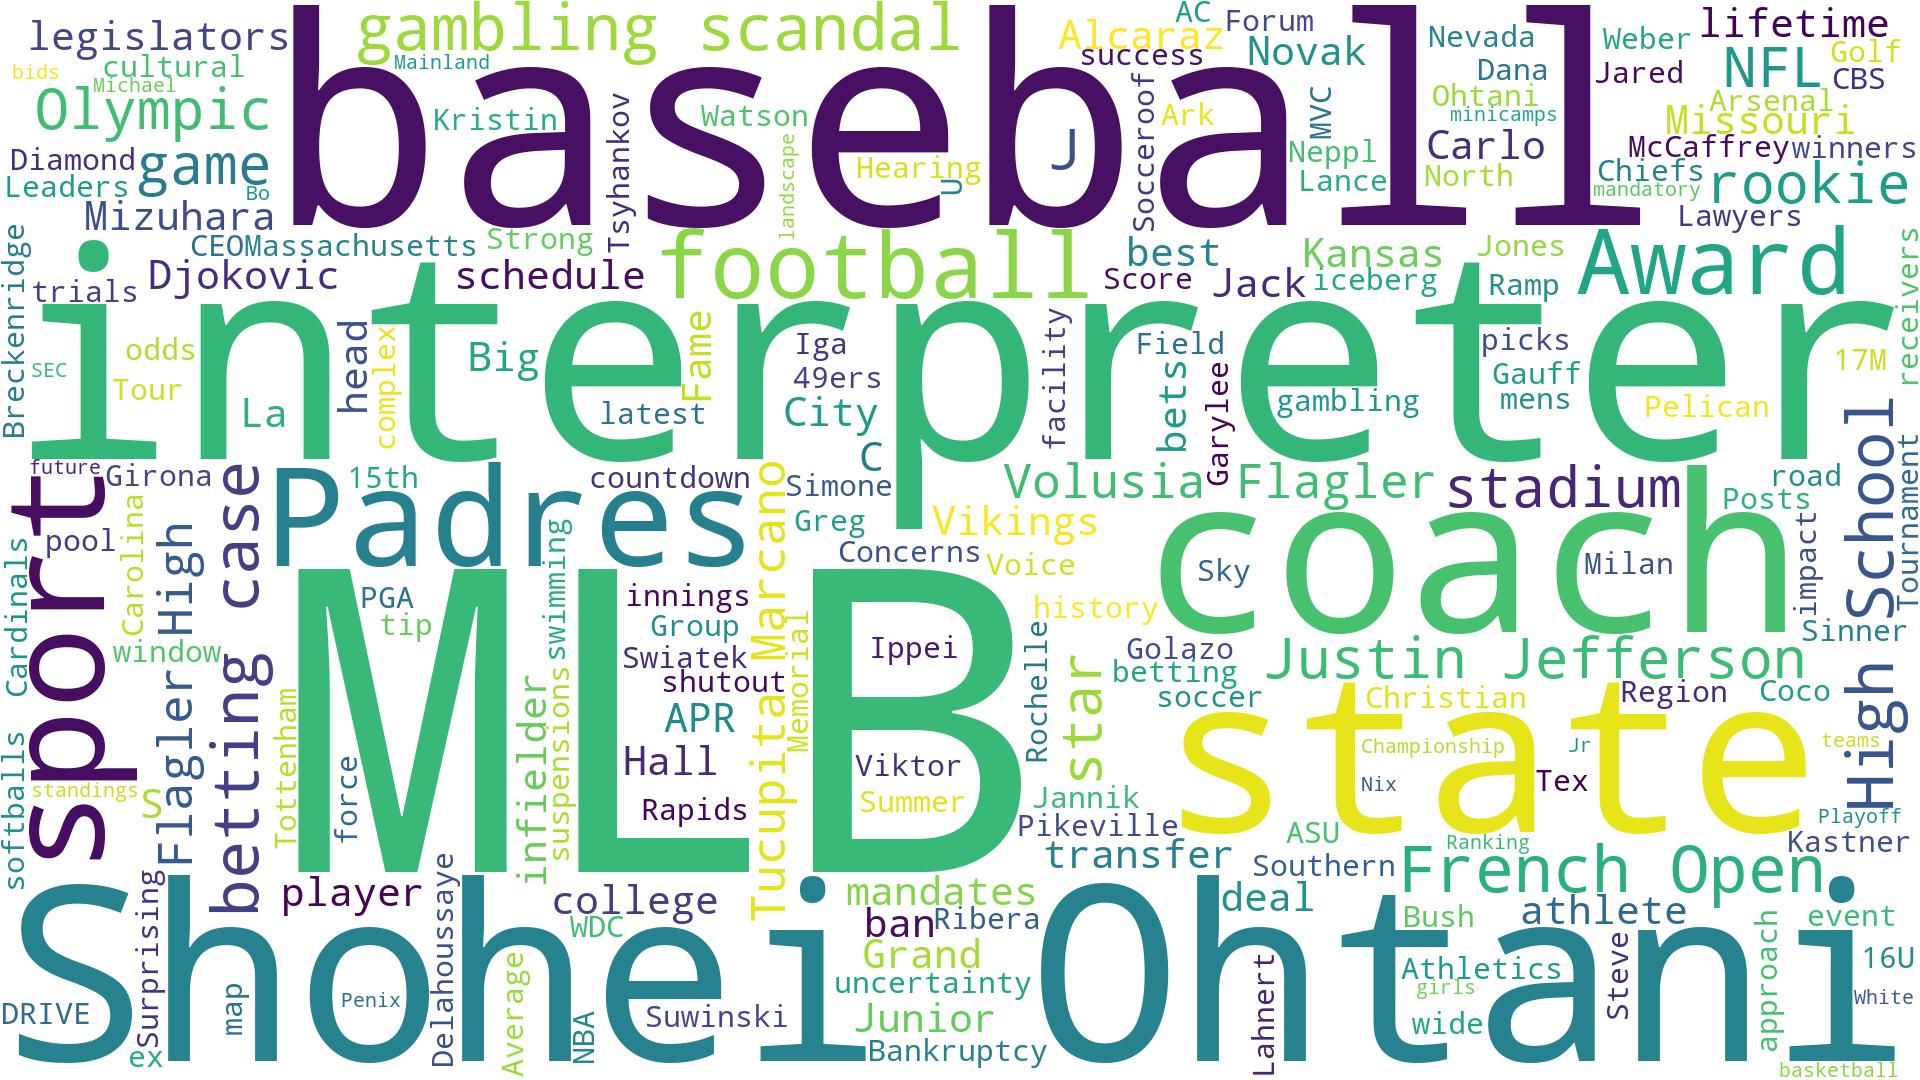 baseball
gambling scandal
legislators
bids
cultural
Michael
Mainland
Olympic
Kristin
Tsyhankov
Watson
landscape
Hearing
U
J
Alcaraz
success
AC
Forum
Novak
Socceroof
Ark
MVC
Nevada
Dana
Ohtani
minicamps
Weber
Jared
lifetime
NFL
Golf
CBS
Arsenal
Missouri
Diamond
game
Leaders
Bo
Mizuhara
Neppl
Lance
Carlo
North
McCaffrey
winners
Chiefs
mandatory
rookie
Lawyers
Breckenridge
CEOMassachusetts
Strong
trials
Djokovic
schedule
football
best
Score
Jack
Kansas
iceberg
Jones
Ramp
Award
receivers
interpreter
SEC
odds
Tour
La
head
complex
Big
latest
Fame
Iga
49ers
City
C
facility
Field
bets
Garylee
gambling
picks
Gauff
mens
17M
Pelican
future
Girona
sport
pool
Carolina
Cardinals
window
betting case
Padres
15th
countdown
Simone
Greg
Tucupita Marcano
Volusia Flagler
Vikings
Concerns
Voice
stadium
coach
Sky
Milan
road
Posts
impact
High School
Tournament
Sinner
Flagler High
MLB
PGA
tip
swimming
innings
Group
Swiatek
shutout
APR
Hall
Rapids
Memorial
Ippei
Viktor
Summer
history
Rochelle
star
Golazo
betting
soccer
Justin Jefferson
Christian
Region
Coco
state
Championship
Jr
Nix
Tex
teams
Playoff
Kastner
softballs
standings
S
Tottenham
force
infielder
suspensions
Jannik
Pikeville
transfer
ASU
Southern
Ranking
French Open
Shohei Ohtani
player
college
WDC
mandates
ban
Ribera
Grand
uncertainty
Junior
Bankruptcy
Suwinski
NBA
Average
Delahoussaye
Penix
map
Surprising
DRIVE
ex
deal
Lahnert
Bush
athlete
Athletics
girls
wide
Steve
approach
event
16U
White
basketball